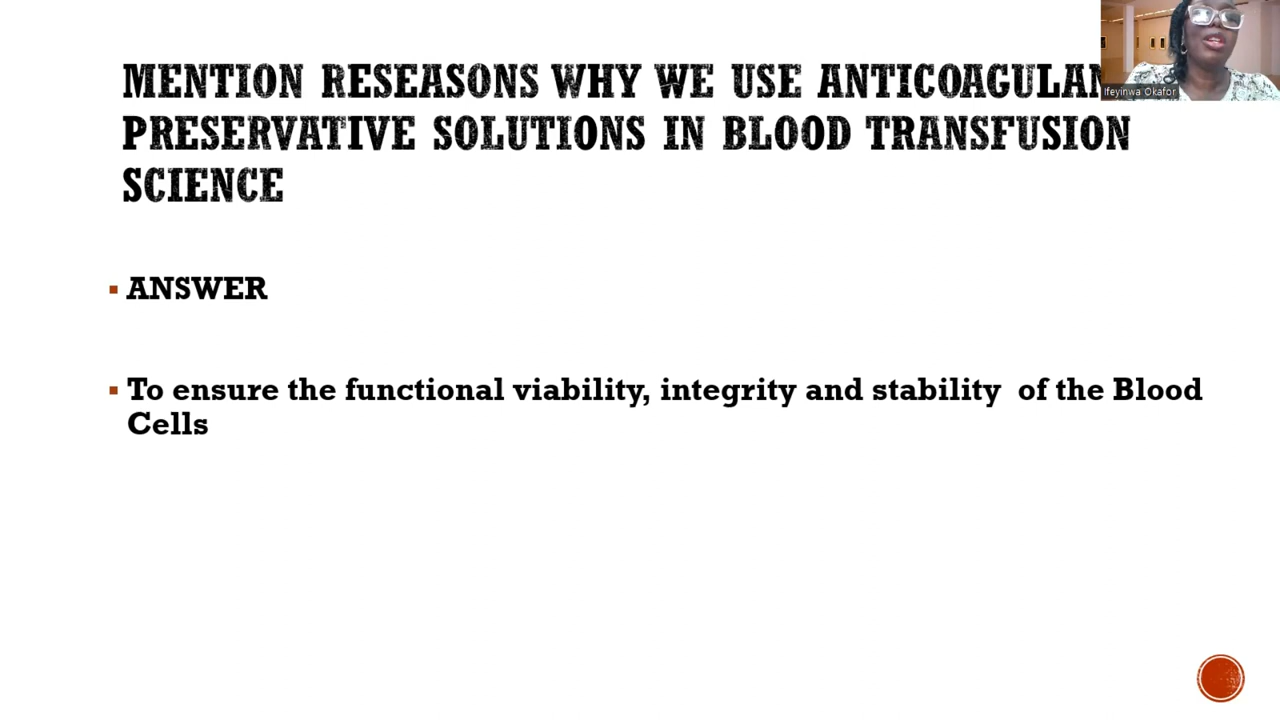 MENTION RESEASONS WHY WE USE
PRESERVATIVE SOLUTIONS IN BLOOD TRANSFUSION
SCIENCE
Ifeyinwa Okafor
ANSWER
To ensure the functional viability, integrity and stability of the Blood
Cells